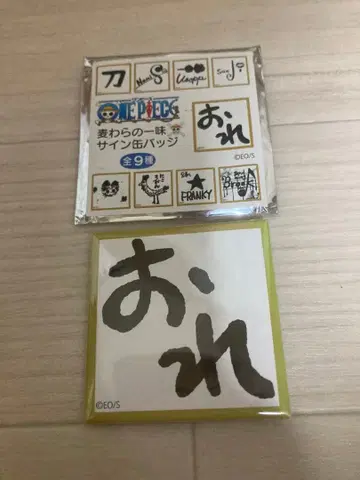 刀
Nami
Usopp
Sanji
ONE PIECE
麦わらの一味
サイン缶バッジ
全9種
おれ
©EO/S
FRANKY
Brook
おれ
©EO/S